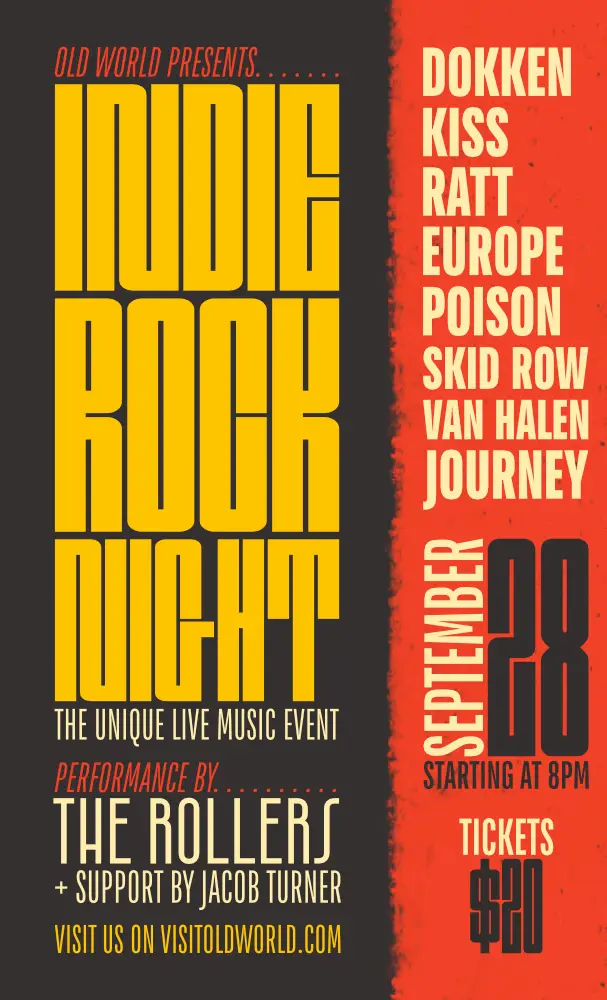 OLD WORLD PRESENTS.......
INDIE
ROCK
NIGHT
THE UNIQUE LIVE MUSIC EVENT
PERFORMANCE BY..........
THE ROLLERS
+ SUPPORT BY JACOB TURNER
VISIT US ON VISITOLDWORLD.COM
DOKKEN
KISS
RATT
EUROPE
POISON
SKID ROW
VAN HALEN
JOURNEY
SEPTEMBER
28
STARTING AT 8PM
TICKETS
$20